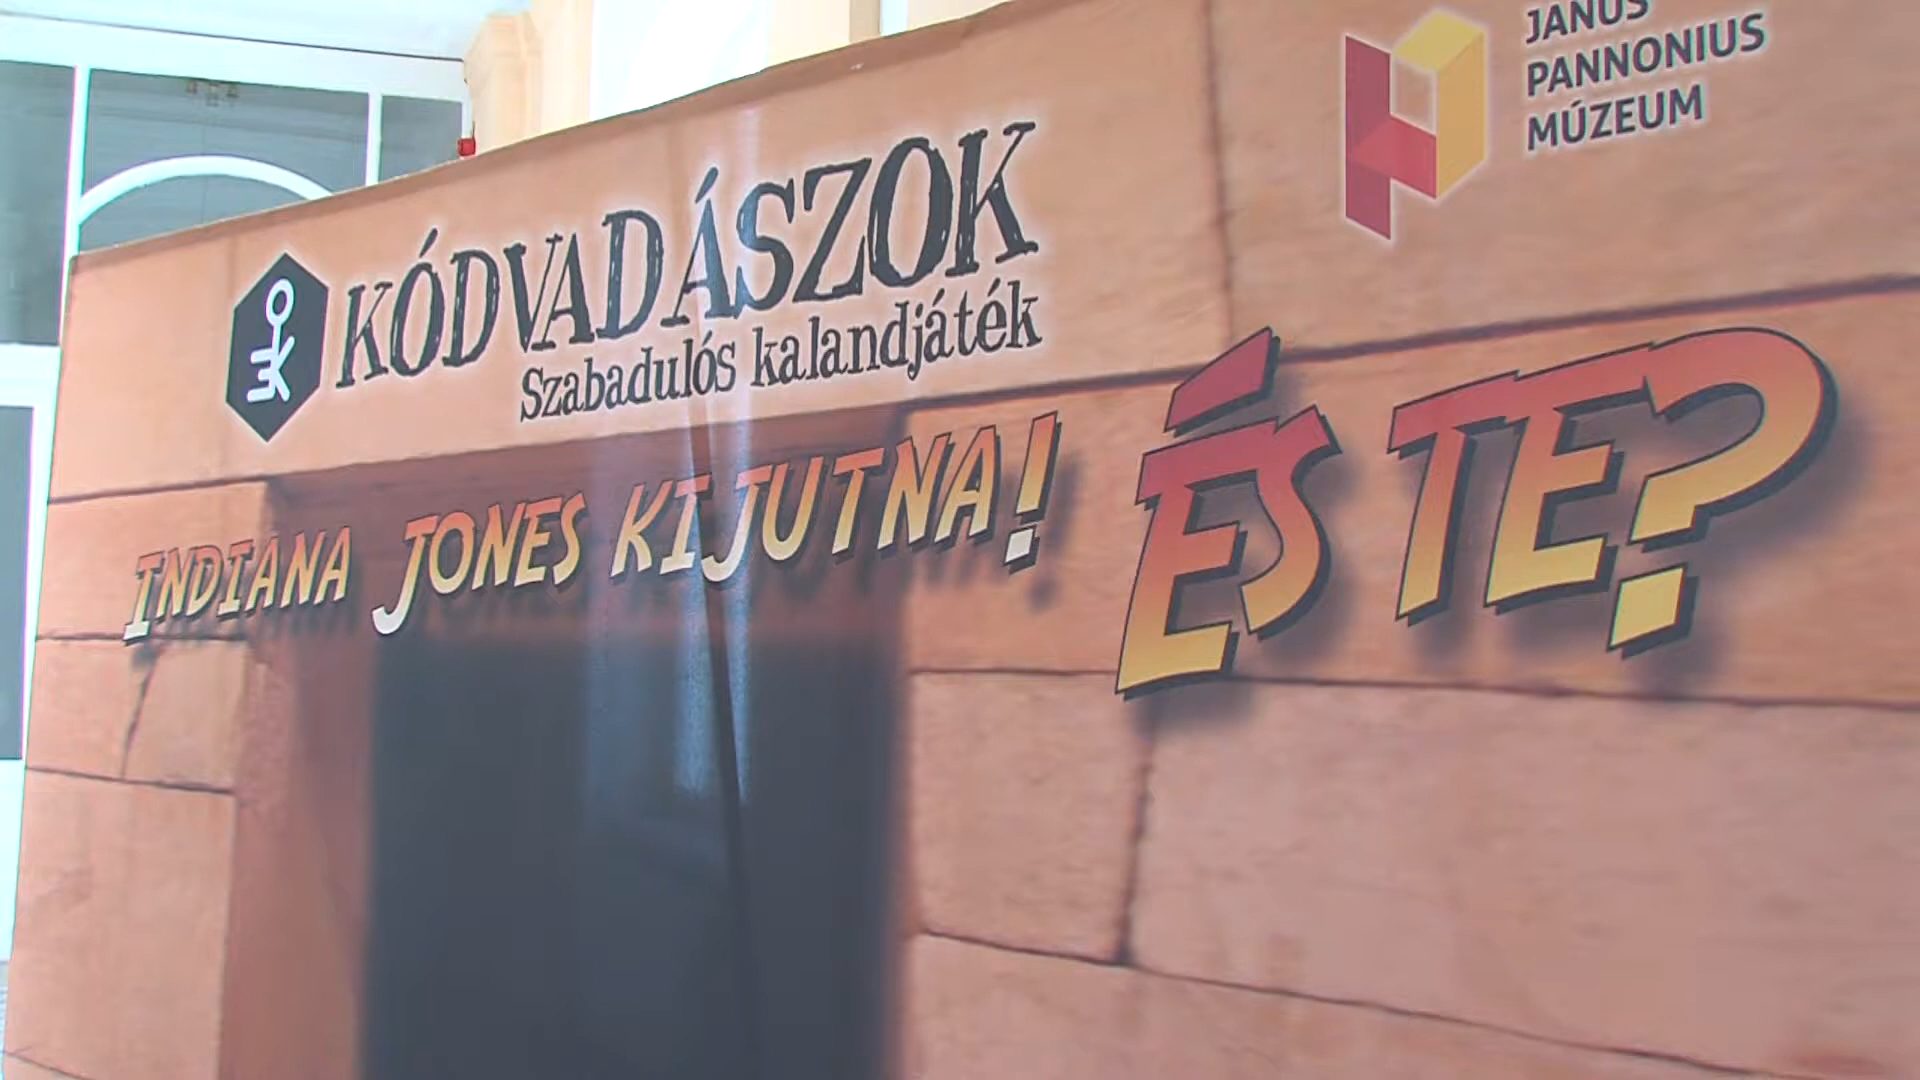 JANUS
PANNONIUS
MÚZEUM
KÓDVADÁSZOK
Szabadulós kalandjáték
INDIANA JONES KIJUTNA!
ÉS TE?